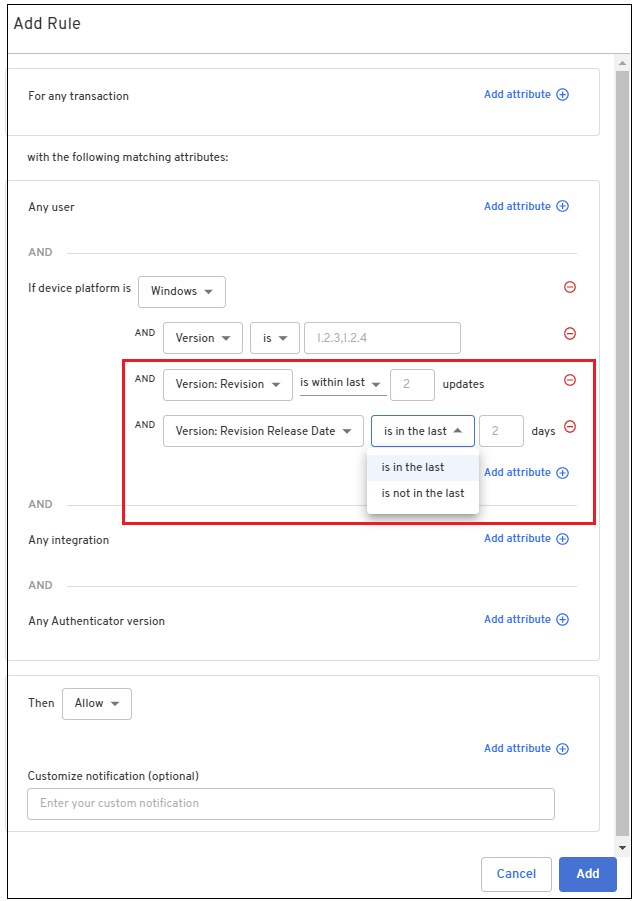 Add Rule
For any transaction Add attribute
with the following matching attributes:
Any user Add attribute
AND
If device platform is Windows
AND Version is 1.2.3,1.2.4
AND Version: Revision is within last 2 updates
AND Version: Revision Release Date is in the last 2 days
is in the last Add attribute
is not in the last
AND
Any integration Add attribute
AND
Any Authenticator version Add attribute
Then Allow
Add attribute
Customize notification (optional)
Enter your custom notification
Cancel Add